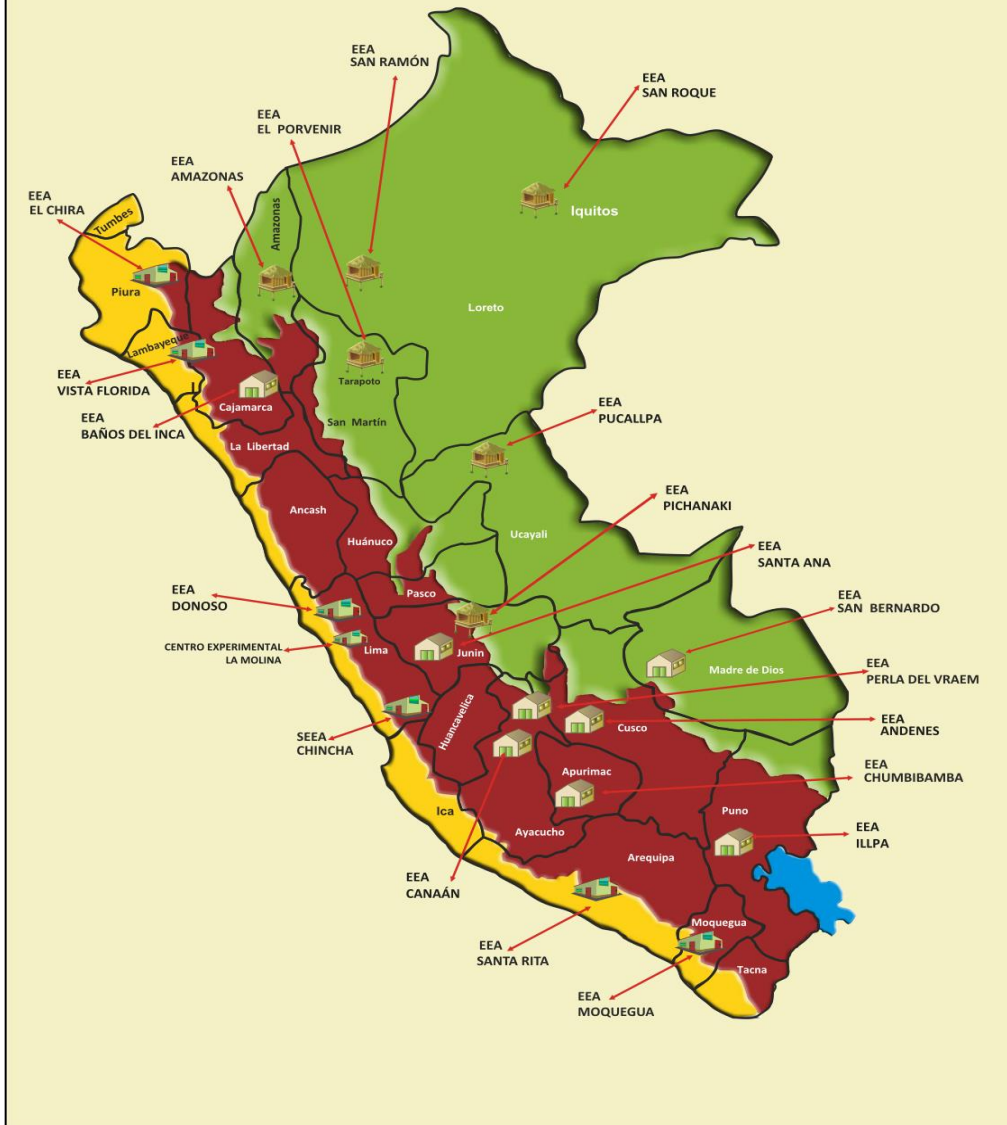 EEA
SAN RAMÓN
EEA
SAN ROQUE
EEA
EL PORVENIR
EEA
AMAZONAS
EEA
EL CHIRA
Tumbes
Amazonas
Iquitos
Piura
Loreto
Lambayeque
Tarapoto
EEA
VISTA FLORIDA
Cajamarca
San Martín
EEA
BAÑOS DEL INCA
EEA
PUCALLPA
La Libertad
EEA
PICHANAKI
Ancash
Huánuco
Ucayali
EEA
SANTA ANA
Pasco
EEA
DONOSO
EEA
SAN BERNARDO
CENTRO EXPERIMENTAL
LA MOLINA
Lima
Junin
Madre de Dios
EEA
PERLA DEL VRAEM
Huancavelica
Cusco
EEA
ANDENES
SEEA
CHINCHA
Apurimac
EEA
CHUMBIBAMBA
Ica
Puno
Ayacucho
EEA
ILLPA
Arequipa
EEA
CANAÁN
Moquegua
EEA
SANTA RITA
Tacna
EEA
MOQUEGUA